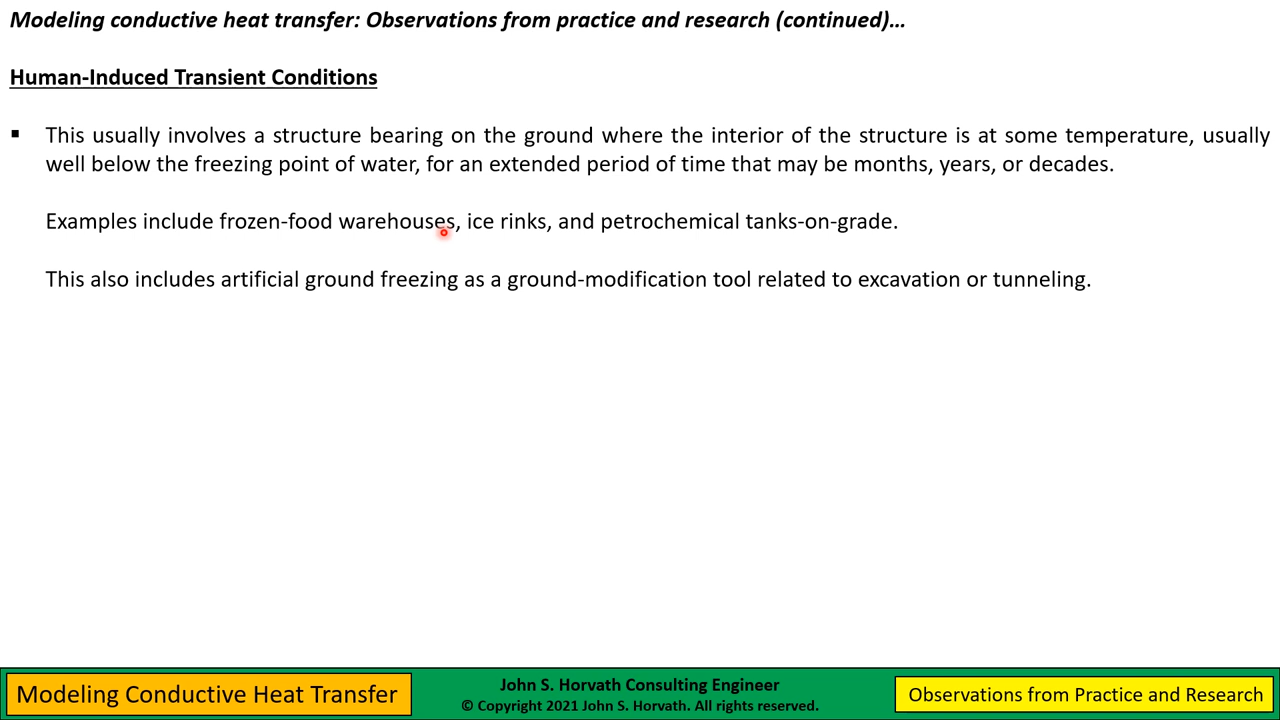 Modeling conductive heat transfer: Observations from practice and research (continued)…
Human-Induced Transient Conditions
▪ This usually involves a structure bearing on the ground where the interior of the structure is at some temperature, usually
well below the freezing point of water, for an extended period of time that may be months, years, or decades.
Examples include frozen-food warehouses, ice rinks, and petrochemical tanks-on-grade.
This also includes artificial ground freezing as a ground-modification tool related to excavation or tunneling.
Modeling Conductive Heat Transfer
John S. Horvath Consulting Engineer
© Copyright 2021 John S. Horvath. All rights reserved.
Observations from Practice and Research